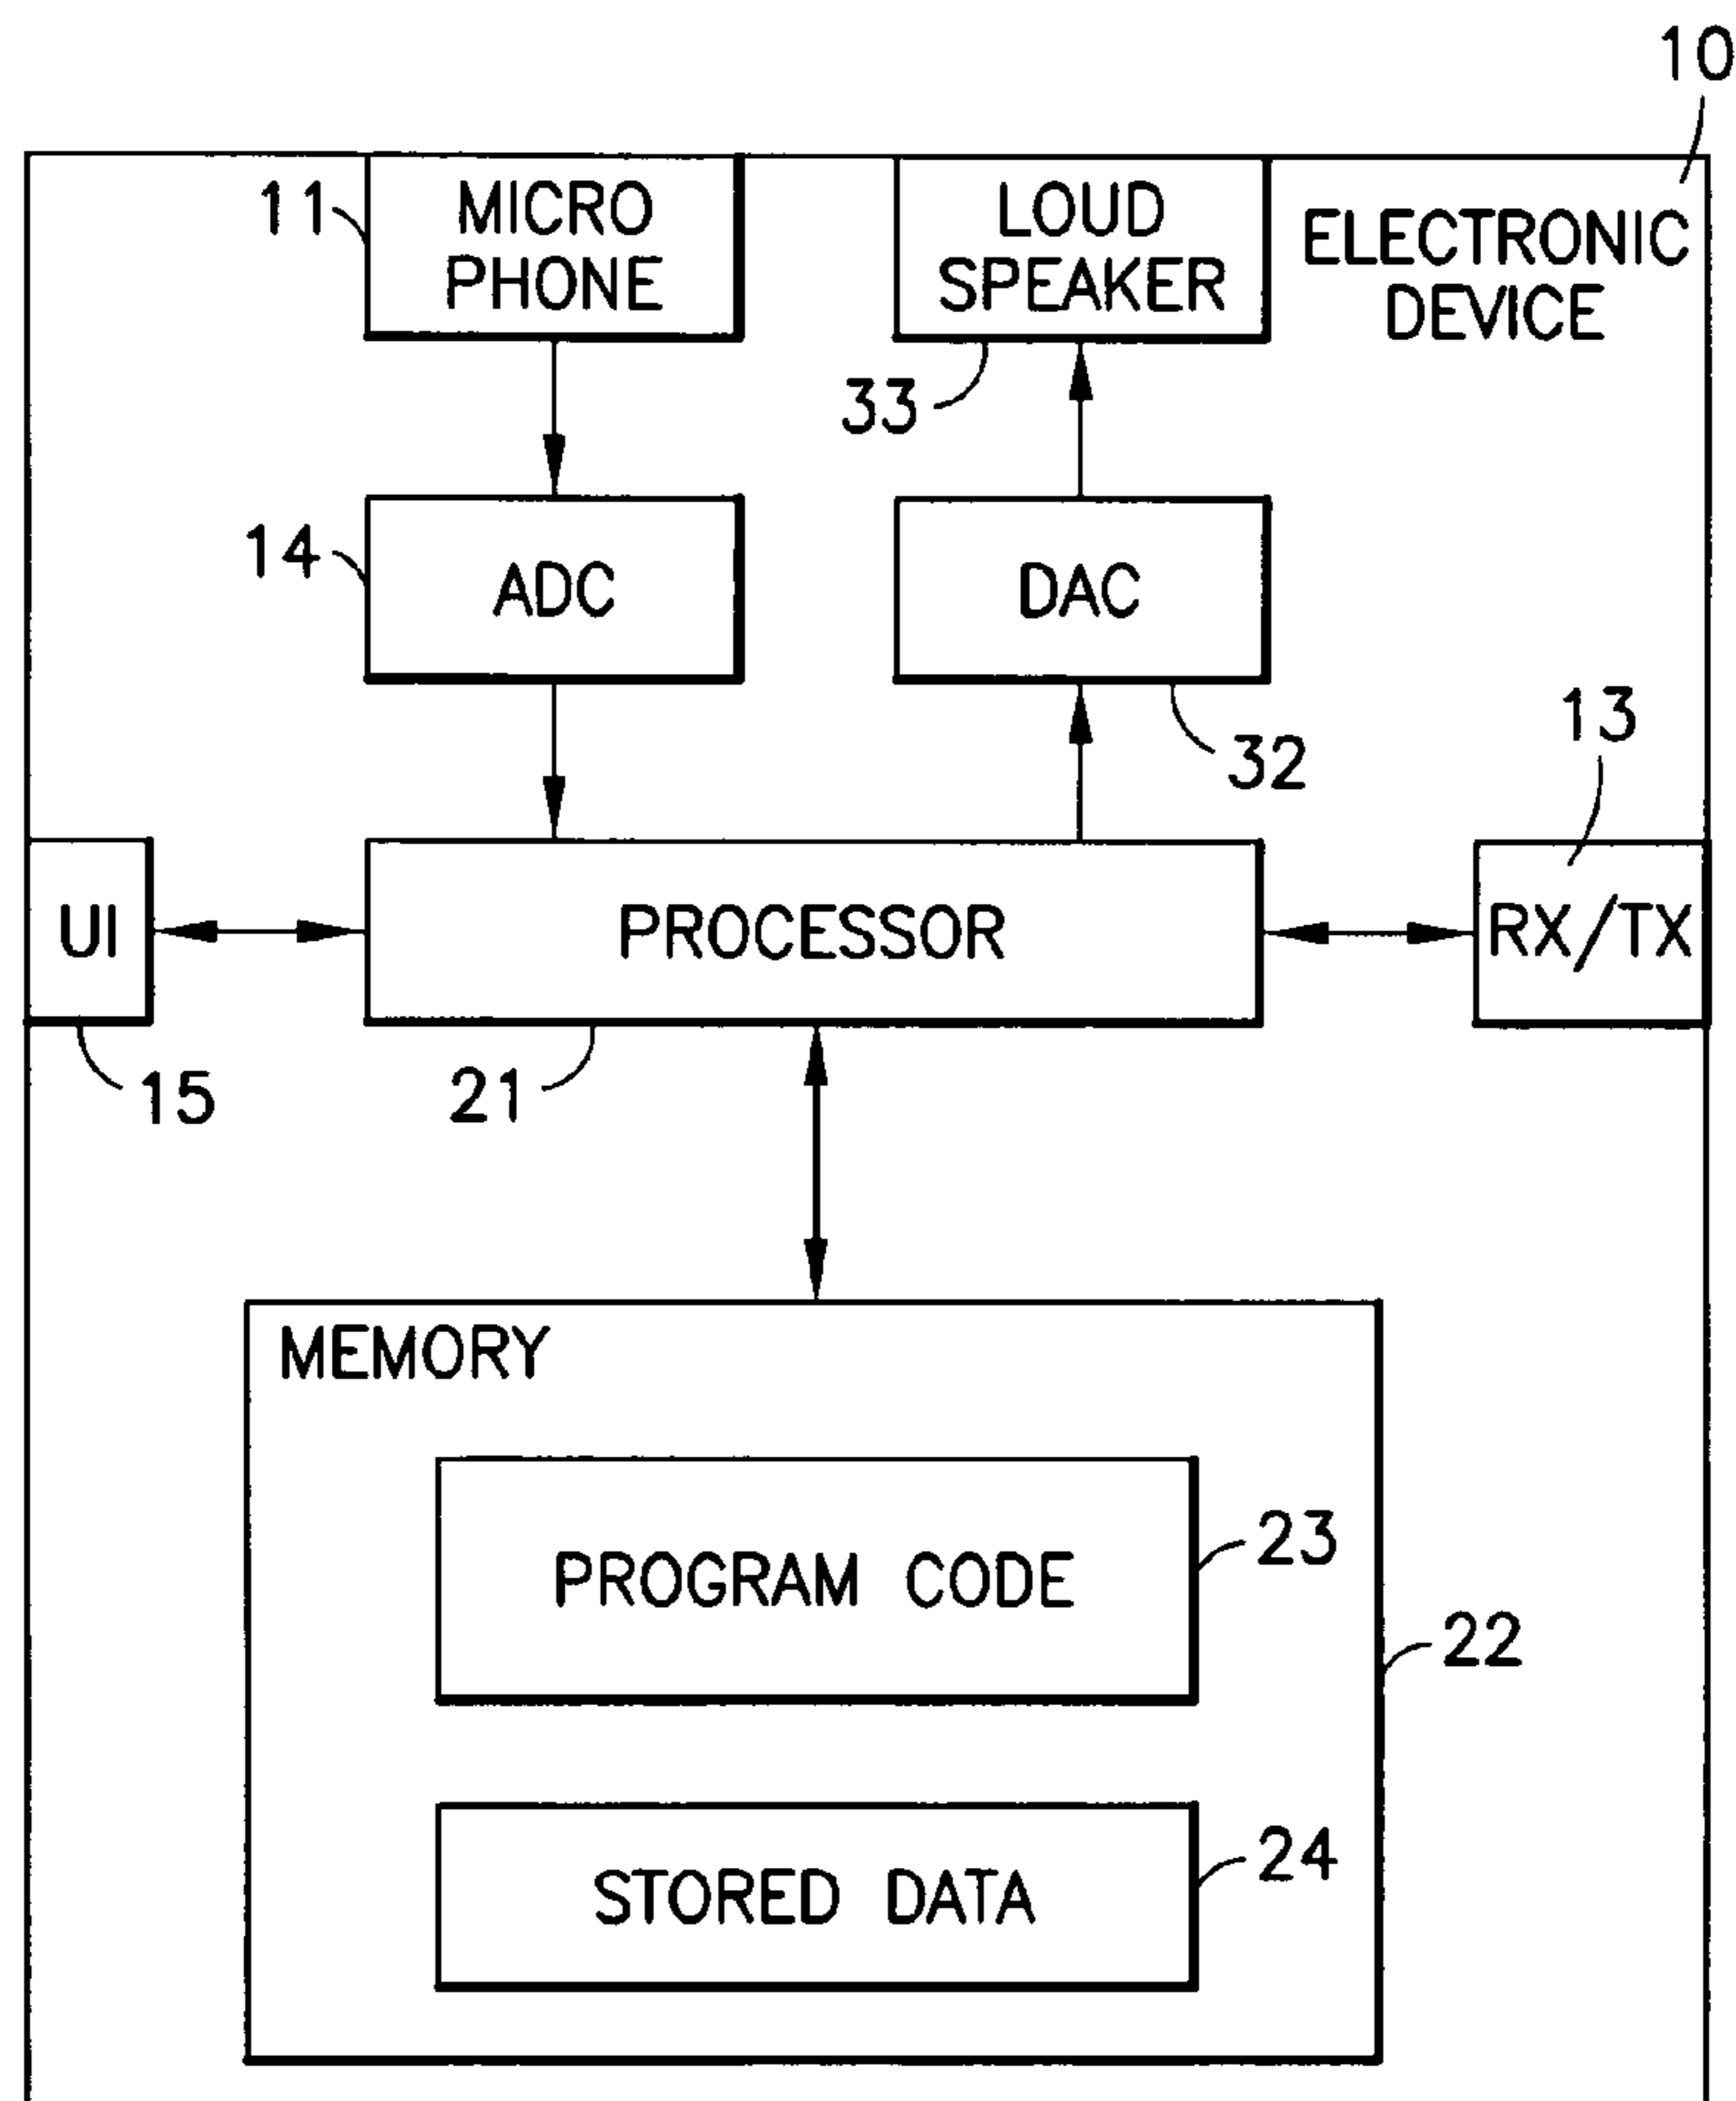 10
11
MICRO
PHONE
LOUD
SPEAKER
ELECTRONIC
DEVICE
33
14
ADC
DAC
32
13
UI
PROCESSOR
RX/TX
15
21
MEMORY
PROGRAM CODE
23
22
STORED DATA
24